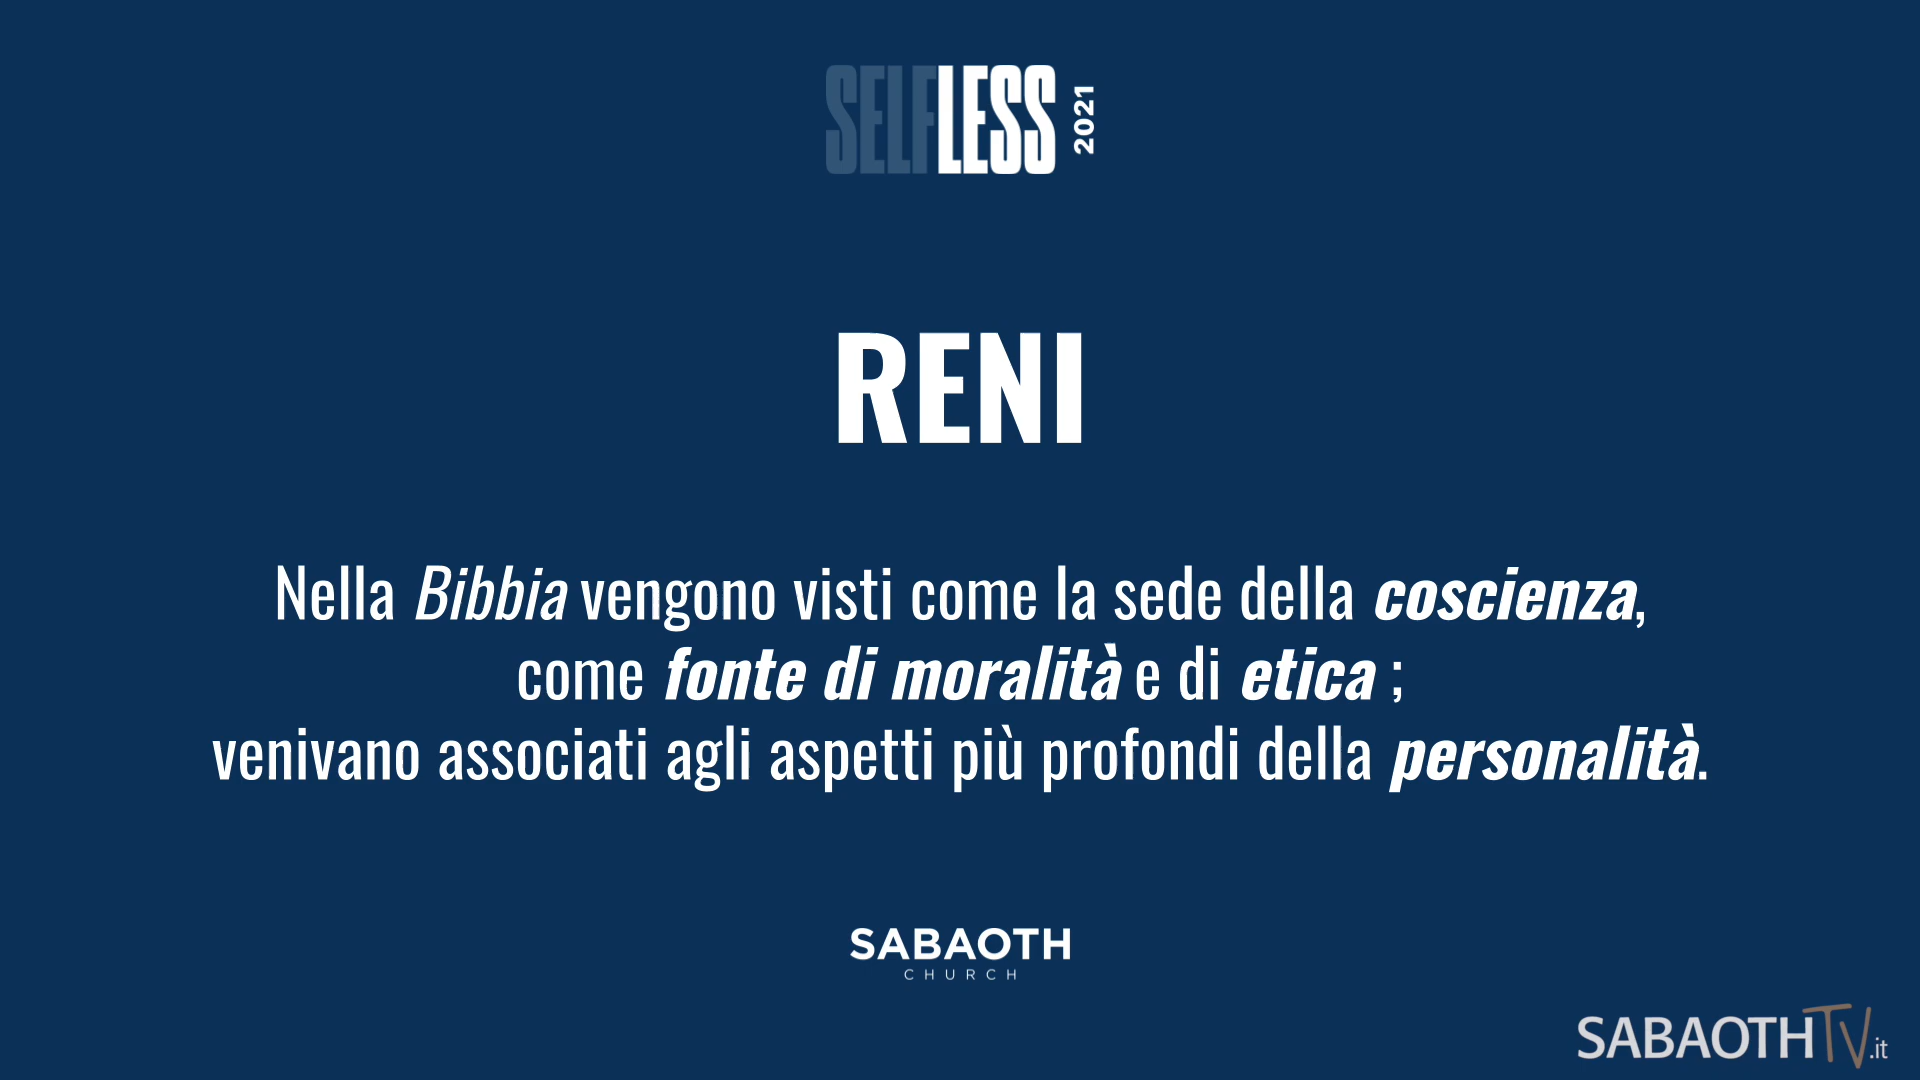 SELFLESS 2021
RENI
Nella Bibbia vengono visti come la sede della coscienza,
come fonte di moralità e di etica ;
venivano associati agli aspetti più profondi della personalità.
SABAOTH
CHURCH
SABAOTHTV.it